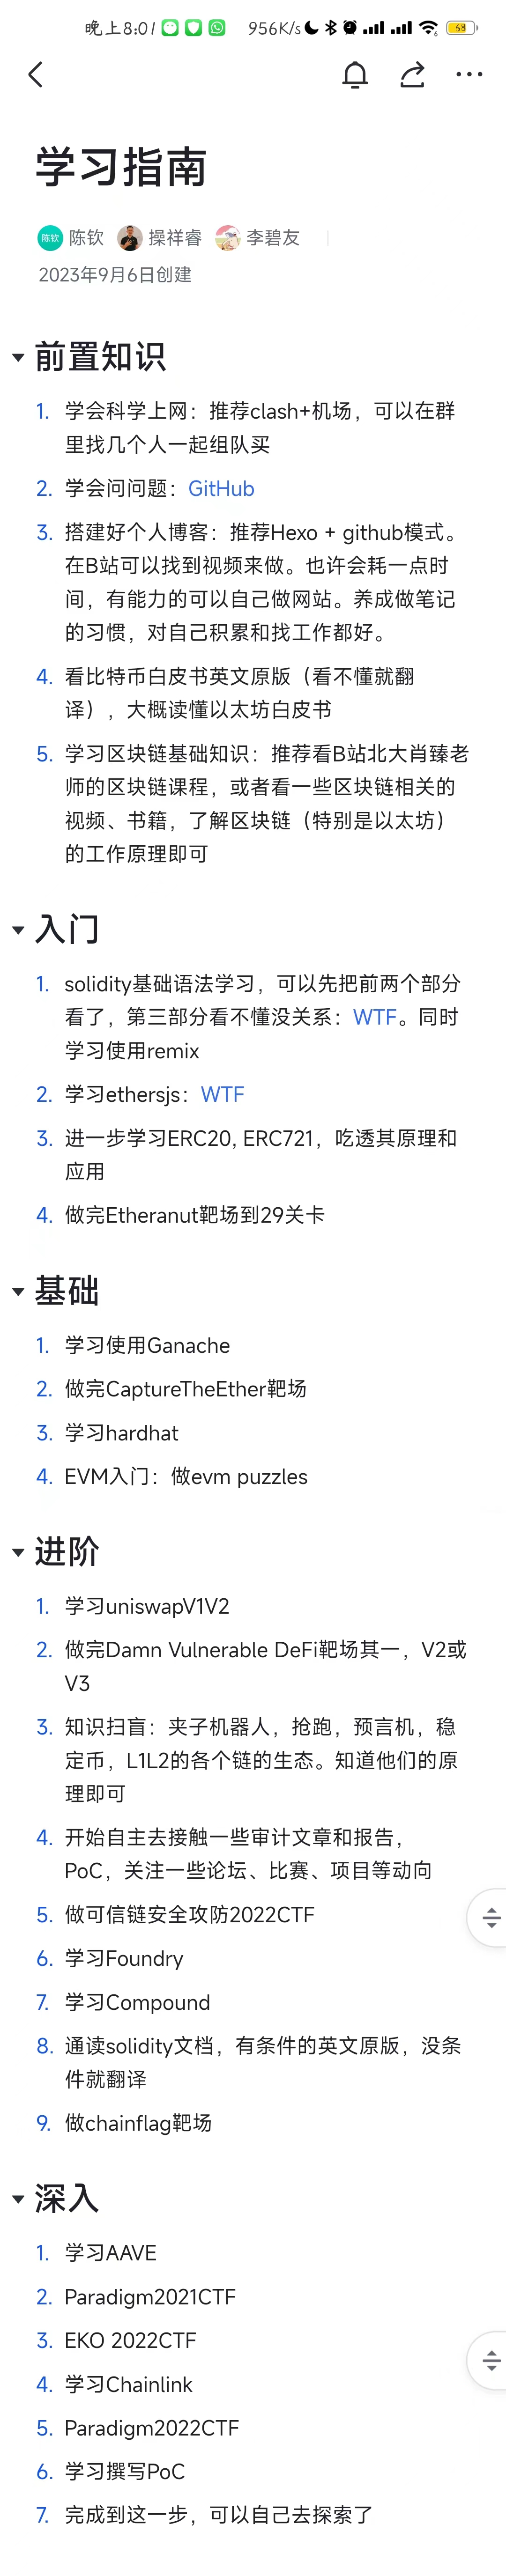 晚上8:01 956K/s 68
学习指南
陈钦 陈钦 操祥睿 李碧友
2023年9月6日创建
前置知识
1. 学会科学上网：推荐clash+机场，可以在群
里找几个人一起组队买
2. 学会问问题：GitHub
3. 搭建好个人博客：推荐Hexo + github模式。
在B站可以找到视频来做。也许会耗一点时
间，有能力的可以自己做网站。养成做笔记
的习惯，对自己积累和找工作都好。
4. 看比特币白皮书英文原版（看不懂就翻
译），大概读懂以太坊白皮书
5. 学习区块链基础知识：推荐看B站北大肖臻老
师的区块链课程，或者看一些区块链相关的
视频、书籍，了解区块链（特别是以太坊）
的工作原理即可
入门
1. solidity基础语法学习，可以先把前两个部分
看了，第三部分看不懂没关系：WTF。同时
学习使用remix
2. 学习ethersjs：WTF
3. 进一步学习ERC20, ERC721，吃透其原理和
应用
4. 做完Etheranut靶场到29关卡
基础
1. 学习使用Ganache
2. 做完CaptureTheEther靶场
3. 学习hardhat
4. EVM入门：做evm puzzles
进阶
1. 学习uniswapV1V2
2. 做完Damn Vulnerable DeFi靶场其一，V2或
V3
3. 知识扫盲：夹子机器人，抢跑，预言机，稳
定币，L1L2的各个链的生态。知道他们的原
理即可
4. 开始自主去接触一些审计文章和报告，
PoC，关注一些论坛、比赛、项目等动向
5. 做可信链安全攻防2022CTF
6. 学习Foundry
7. 学习Compound
8. 通读solidity文档，有条件的英文原版，没条
件就翻译
9. 做chainflag靶场
深入
1. 学习AAVE
2. Paradigm2021CTF
3. EKO 2022CTF
4. 学习Chainlink
5. Paradigm2022CTF
6. 学习撰写PoC
7. 完成到这一步，可以自己去探索了